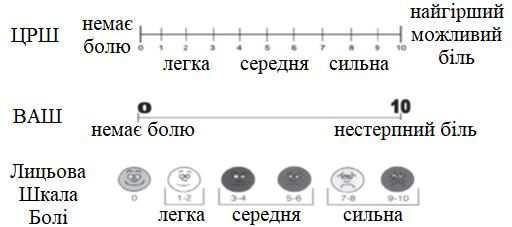 ЦРШ
немає
болю
0 1 2 3 4 5 6 7 8 9 10
легка середня сильна
найгірший
можливий
біль
ВАШ
0 10
немає болю нестерпний біль
Лицьова
Шкала
Болі
0 1-2 3-4 5-6 7-8 9-10
легка середня сильна